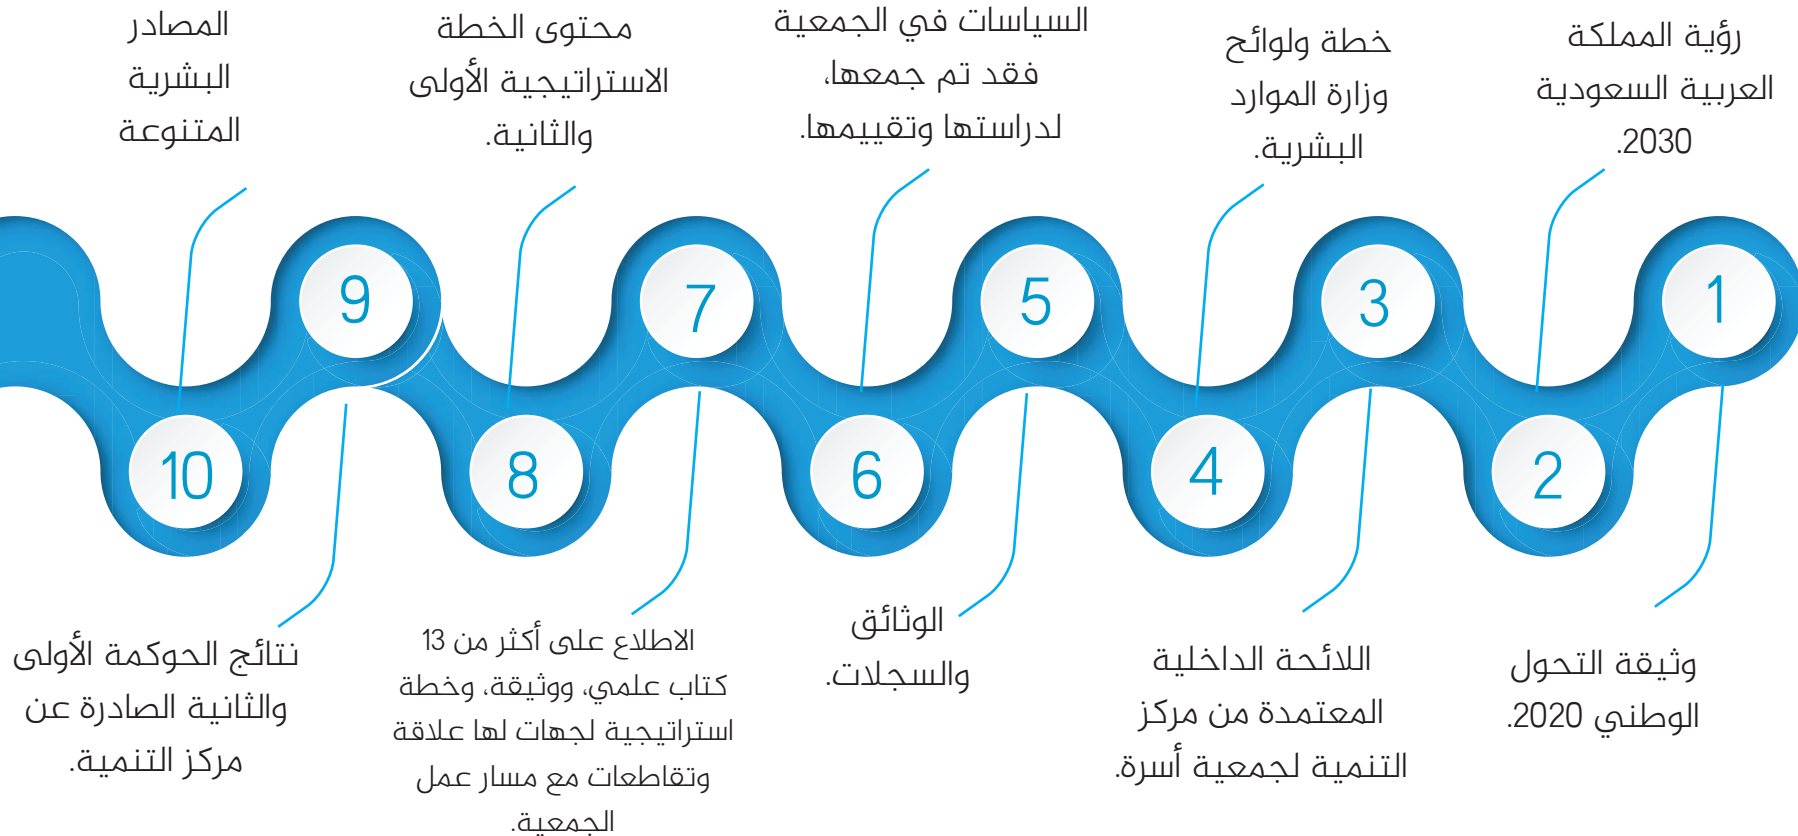 رؤية المملكة
العربية السعودية
2030.
خطة ولوائح
وزارة الموارد
البشرية.
السياسات في الجمعية
فقد تم جمعها،
لدراستها وتقييمها.
محتوى الخطة
الاستراتيجية الأولى
والثانية.
المصادر
البشرية
المتنوعة
1
3
5
7
9
2
4
6
8
10
وثيقة التحول
الوطني 2020.
اللائحة الداخلية
المعتمدة من مركز
التنمية لجمعية أسرة.
الوثائق
والسجلات.
الاطلاع على أكثر من 13
كتاب علمي، ووثيقة، وخطة
استراتيجية لجهات لها علاقة
وتقاطعات مع مسار عمل
الجمعية.
نتائج الحوكمة الأولى
والثانية الصادرة عن
مركز التنمية.